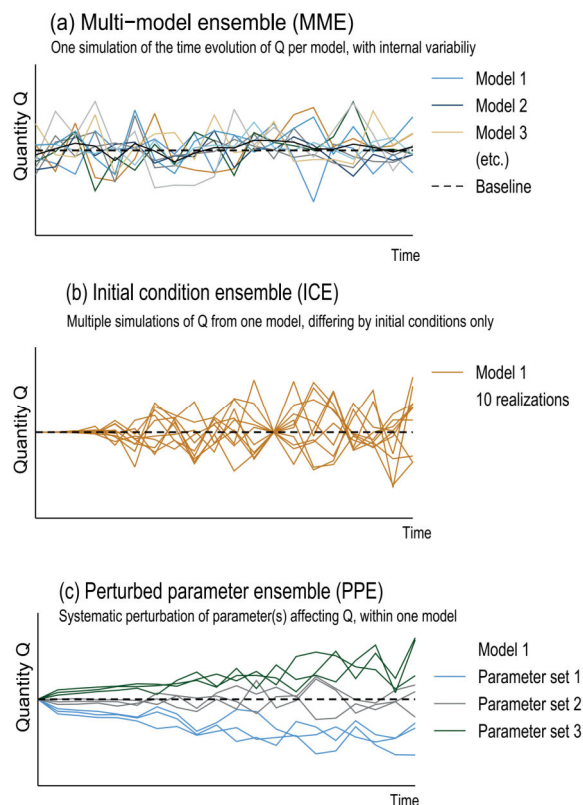 (a) Multi−model ensemble (MME)
One simulation of the time evolution of Q per model, with internal variabiliy
Quantity Q
Model 1
Model 2
Model 3
(etc.)
Baseline
Time
(b) Initial condition ensemble (ICE)
Multiple simulations of Q from one model, differing by initial conditions only
Quantity Q
Model 1
10 realizations
Time
(c) Perturbed parameter ensemble (PPE)
Systematic perturbation of parameter(s) affecting Q, within one model
Quantity Q
Model 1
Parameter set 1
Parameter set 2
Parameter set 3
Time